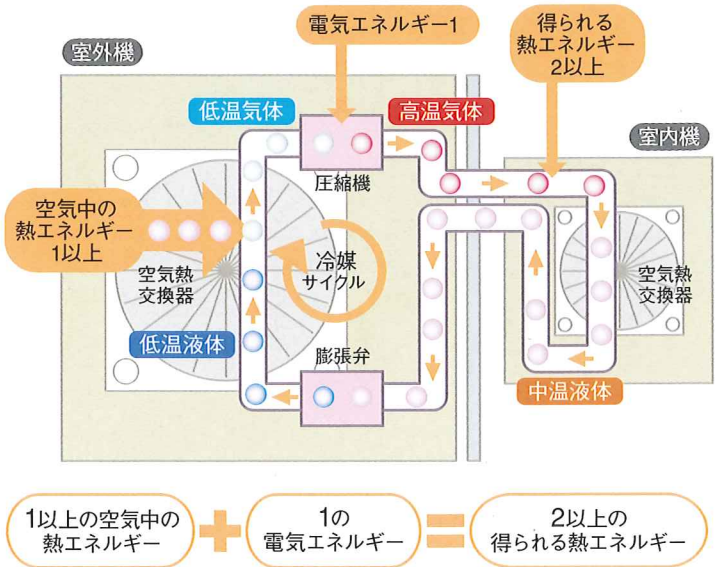 電気エネルギー1
得られる
熱エネルギー
2以上
室外機
低温気体
高温気体
室内機
圧縮機
空気中の
熱エネルギー
1以上
冷媒
サイクル
空気熱
交換器
空気熱
交換器
低温液体
膨張弁
中温液体
1以上の空気中の
熱エネルギー
+
1の
電気エネルギー
=
2以上の
得られる熱エネルギー